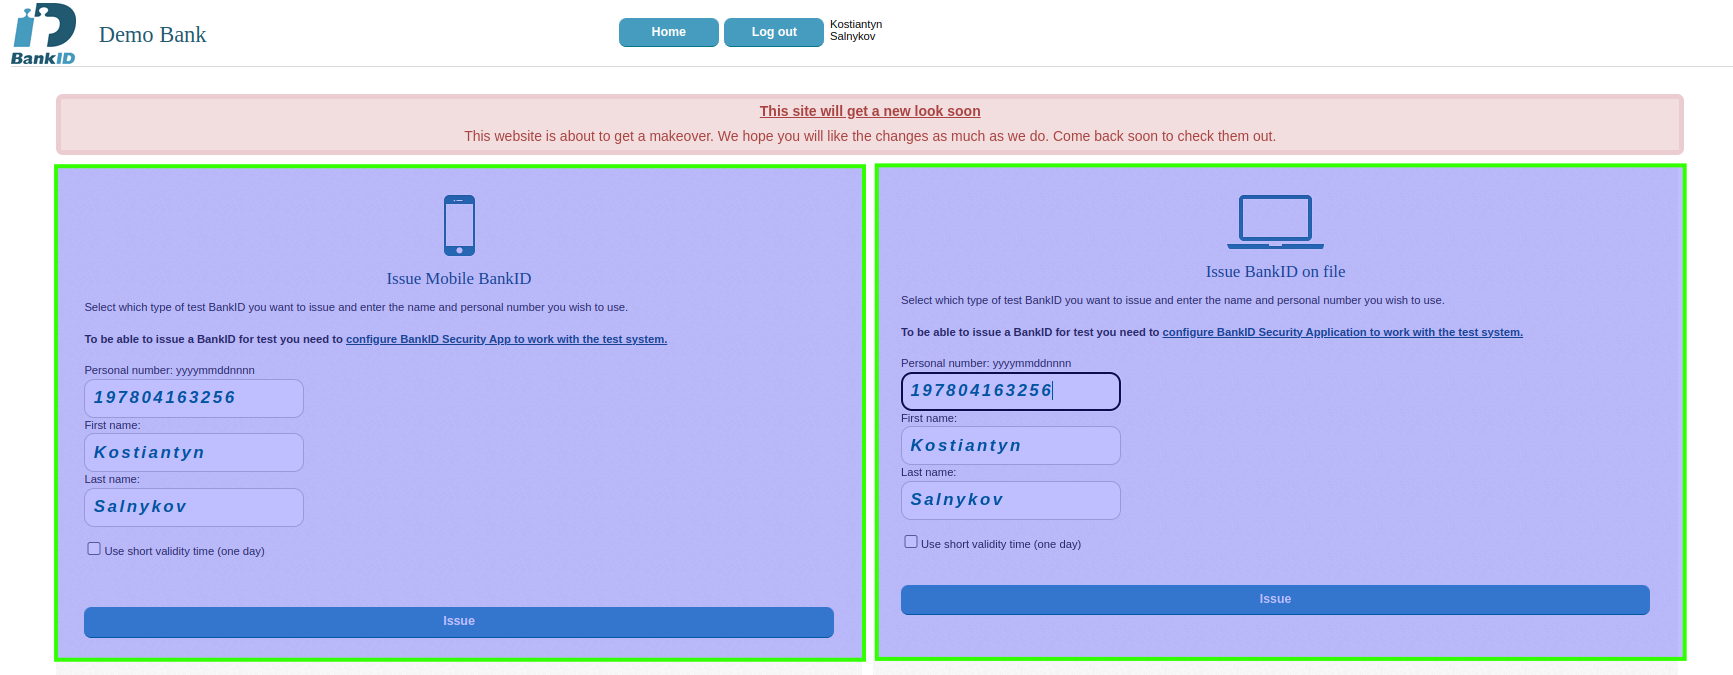 BankID
Demo Bank
Home
Log out
Kostiantyn
Salnykov
This site will get a new look soon
This website is about to get a makeover. We hope you will like the changes as much as we do. Come back soon to check them out.
Issue Mobile BankID
Select which type of test BankID you want to issue and enter the name and personal number you wish to use.
To be able to issue a BankID for test you need to configure BankID Security App to work with the test system.
Personal number: yyyymmddnnnn
197804163256
First name:
Kostiantyn
Last name:
Salnykov
Use short validity time (one day)
Issue
Issue BankID on file
Select which type of test BankID you want to issue and enter the name and personal number you wish to use.
To be able to issue a BankID for test you need to configure BankID Security Application to work with the test system.
Personal number: yyyymmddnnnn
197804163256
First name:
Kostiantyn
Last name:
Salnykov
Use short validity time (one day)
Issue